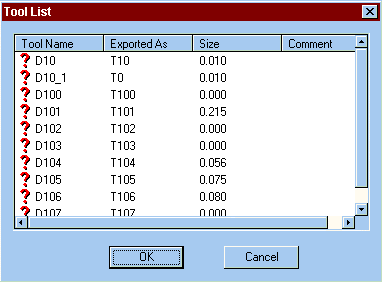 Tool List
Tool Name Exported As Size Comment
? D10 T10 0.010
? D10_1 T0 0.010
? D100 T100 0.000
? D101 T101 0.215
? D102 T102 0.000
? D103 T103 0.000
? D104 T104 0.056
? D105 T105 0.075
? D106 T106 0.080
? D107 T107 0.000
OK Cancel